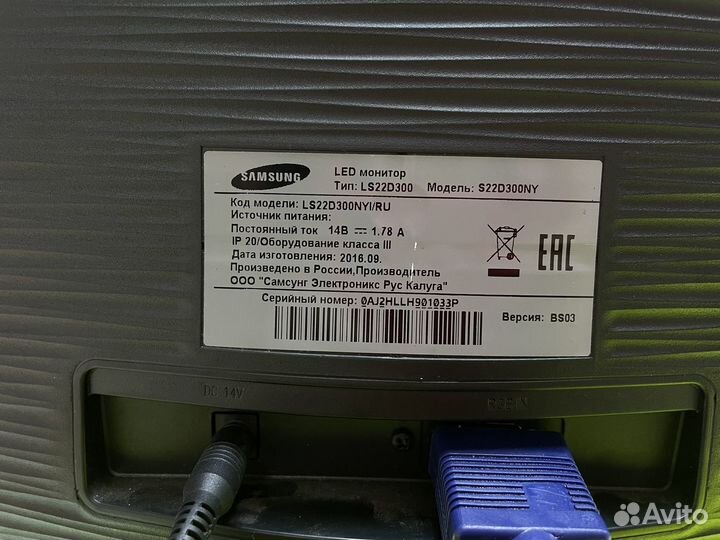 SAMSUNG
LED монитор
Тип: LS22D300 Модель: S22D300NY
Код модели: LS22D300NYI/RU
Источник питания:
Постоянный ток 14В 1.78 А
IP 20/Оборудование класса III
Дата изготовления: 2016.09.
Произведено в России,Производитель
ООО "Самсунг Электроникс Рус Калуга"
EAC
Серийный номер: 0AJ2HLLH901033P
Версия: BS03
DC 14V
RGB IN
Avito